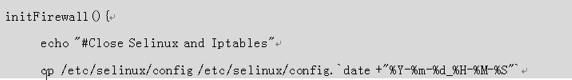 initFirewall(){
echo "#Close Selinux and Iptables"
cp /etc/selinux/config /etc/selinux/config.`date +"%Y-%m-%d_%H-%M-%S"`